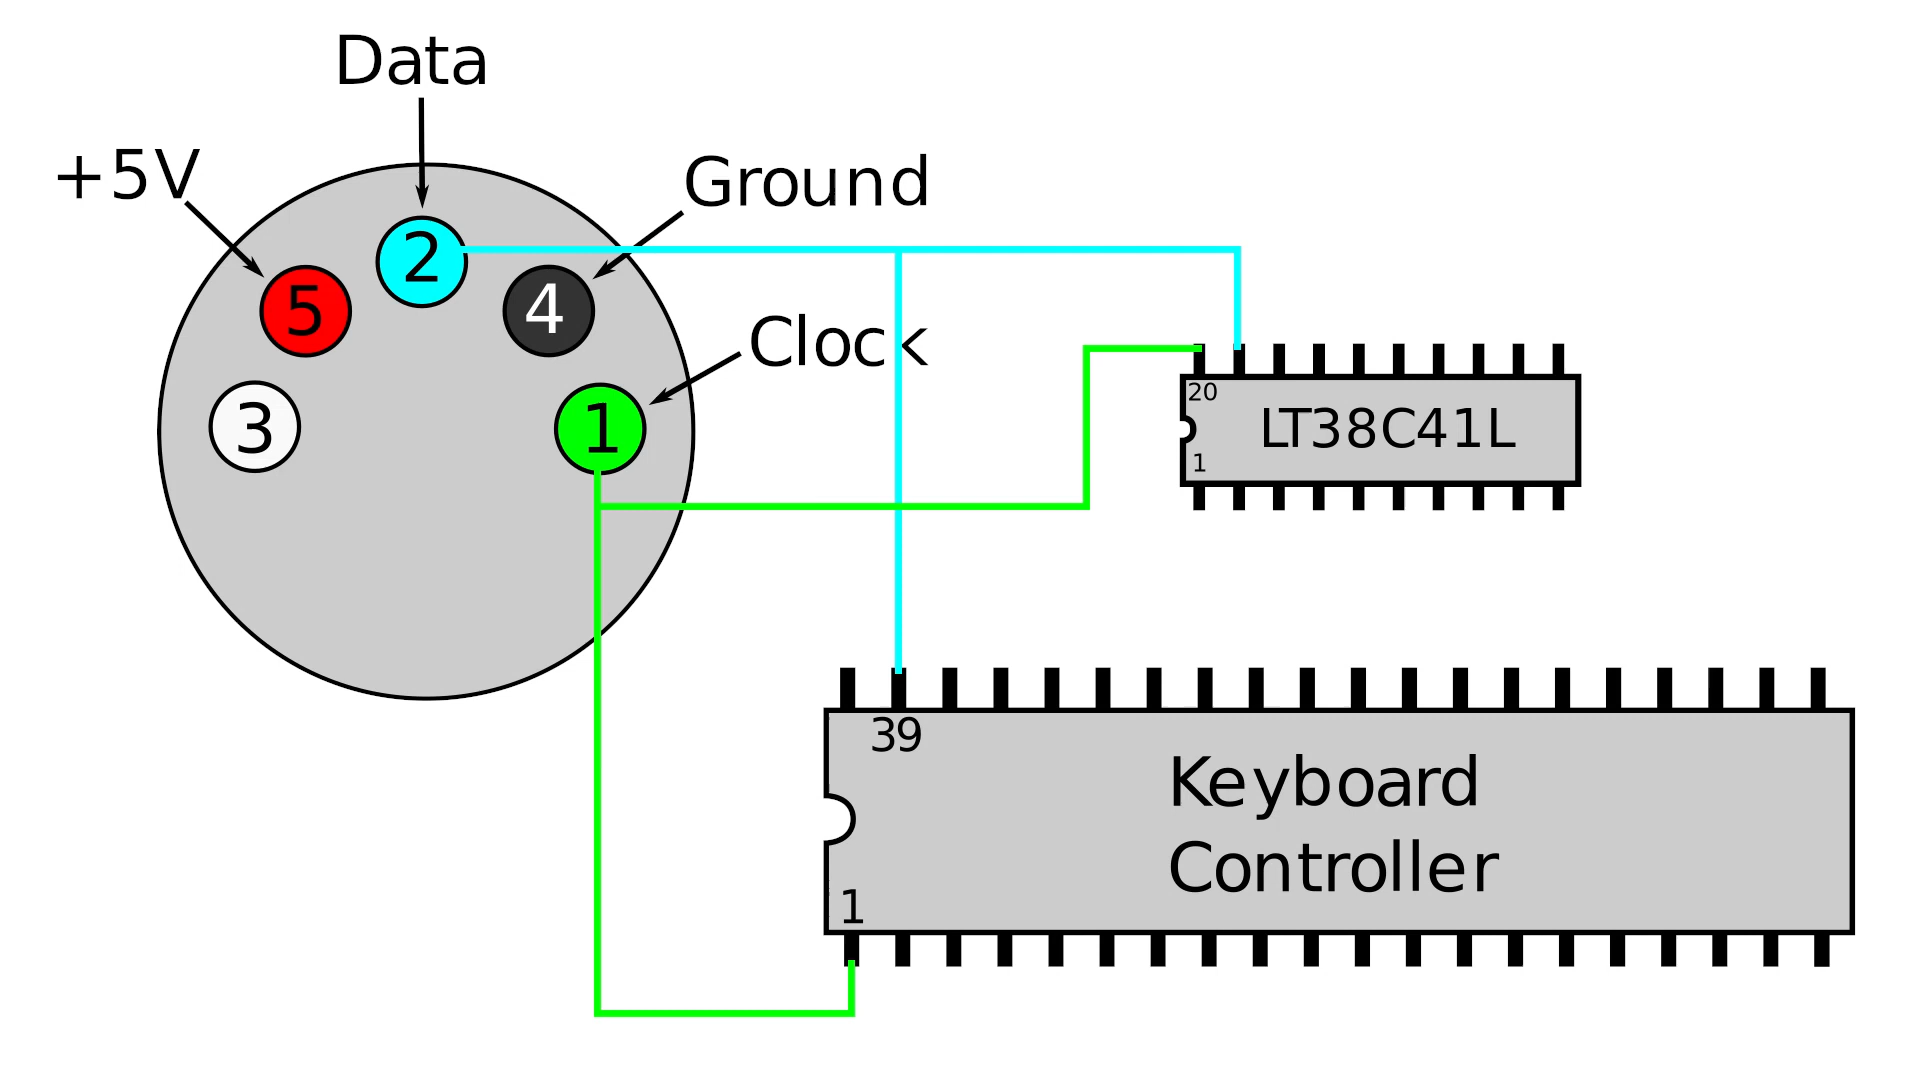 Data
+5V
Ground
2
5
4
Clock
3
1
20
LT38C41L
1
39
Keyboard
Controller
1